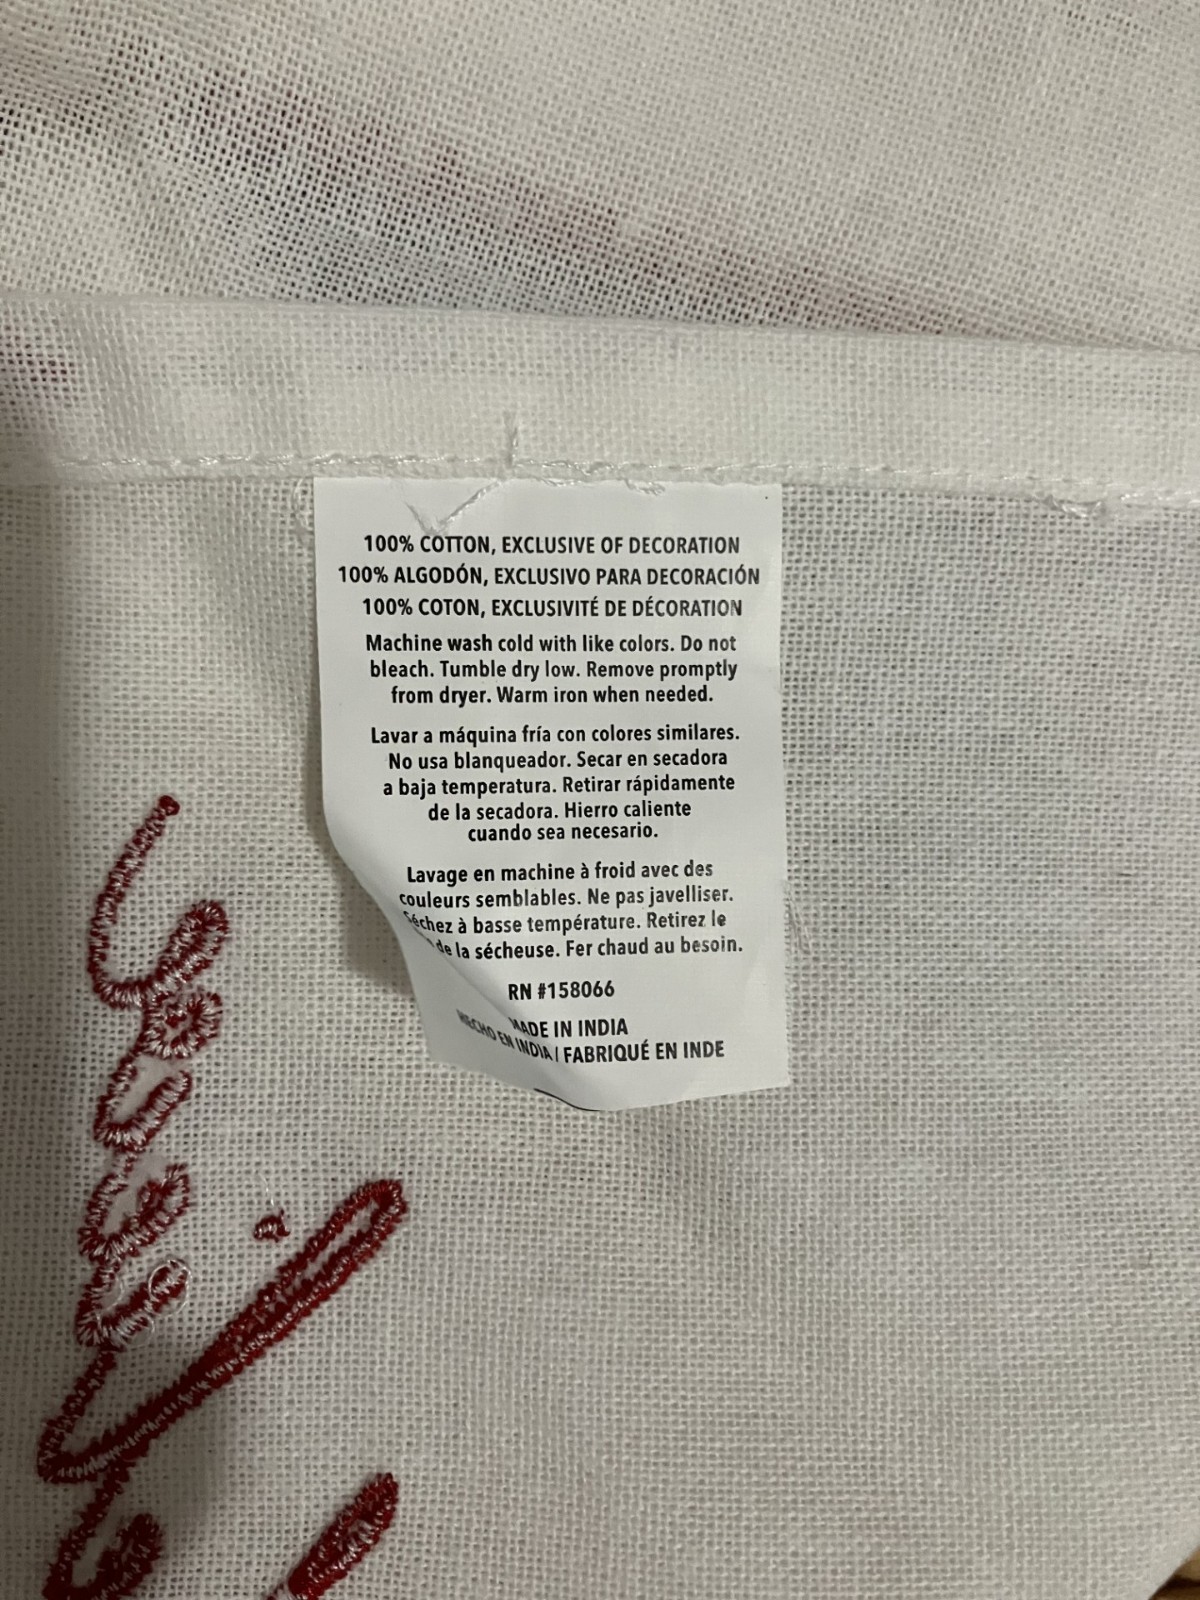 100% COTTON, EXCLUSIVE OF DECORATION
100% ALGODÓN, EXCLUSIVO PARA DECORACIÓN
100% COTON, EXCLUSIVITÉ DE DÉCORATION
Machine wash cold with like colors. Do not
bleach. Tumble dry low. Remove promptly
from dryer. Warm iron when needed.
Lavar a máquina fría con colores similares.
No usa blanqueador. Secar en secadora
a baja temperatura. Retirar rápidamente
de la secadora. Hierro caliente
cuando sea necesario.
Lavage en machine à froid avec des
couleurs semblables. Ne pas javelliser.
Séchez à basse température. Retirez le
de la sécheuse. Fer chaud au besoin.
RN #158066
MADE IN INDIA
HECHO EN INDIA / FABRIQUÉ EN INDE